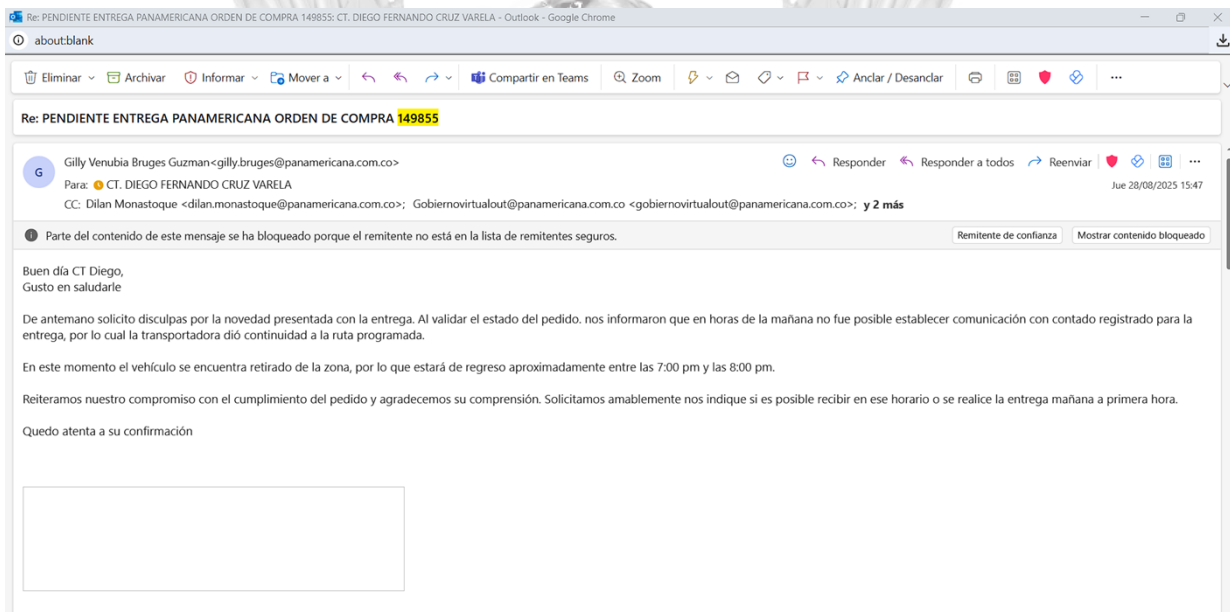 Re: PENDIENTE ENTREGA PANAMERICANA ORDEN DE COMPRA 149855: CT. DIEGO FERNANDO CRUZ VARELA - Outlook - Google Chrome
about:blank
Eliminar Archivar Informar Mover a Compartir en Teams Zoom Anclar / Desanclar
Re: PENDIENTE ENTREGA PANAMERICANA ORDEN DE COMPRA 149855
G
Gilly Venubia Bruges Guzman<gilly.bruges@panamericana.com.co>
Responder Responder a todos Reenviar
Para: CT. DIEGO FERNANDO CRUZ VARELA
Jue 28/08/2025 15:47
CC: Dilan Monastoque <dilan.monastoque@panamericana.com.co>; Gobiernovirtualout@panamericana.com.co <gobiernovirtualout@panamericana.com.co>; y 2 más
Parte del contenido de este mensaje se ha bloqueado porque el remitente no está en la lista de remitentes seguros.
Remitente de confianza Mostrar contenido bloqueado
Buen día CT Diego,
Gusto en saludarle
De antemano solicito disculpas por la novedad presentada con la entrega. Al validar el estado del pedido. nos informaron que en horas de la mañana no fue posible establecer comunicación con contado registrado para la
entrega, por lo cual la transportadora dió continuidad a la ruta programada.
En este momento el vehículo se encuentra retirado de la zona, por lo que estará de regreso aproximadamente entre las 7:00 pm y las 8:00 pm.
Reiteramos nuestro compromiso con el cumplimiento del pedido y agradecemos su comprensión. Solicitamos amablemente nos indique si es posible recibir en ese horario o se realice la entrega mañana a primera hora.
Quedo atenta a su confirmación